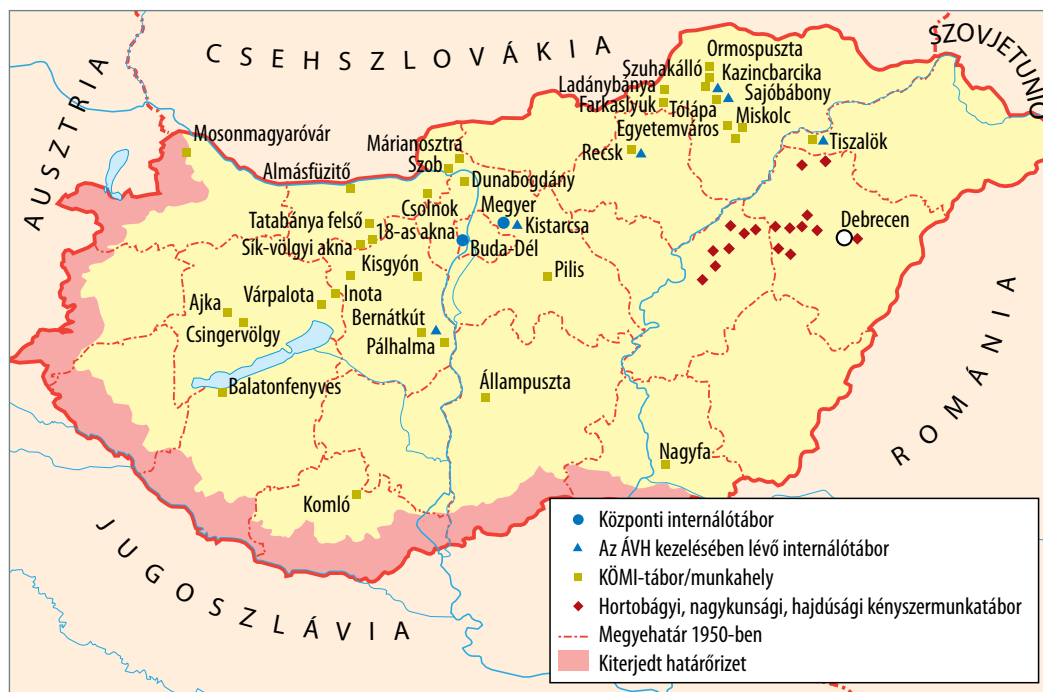 CSEHSZLOVÁKIA
SZOVJETUNIÓ
AUSZTRIA
ROMÁNIA
JUGOSZLÁVIA
Ormospuszta
Szuhakálló
Kazincbarcika
Ladánybánya
Sajóbábony
Farkaslyuk
Tólápa
Miskolc
Egyetemváros
Recsk
Tiszalök
Mosonmagyaróvár
Márianosztra
Szob
Almásfüzitő
Dunabogdány
Csolnok
Megyer
Kistarcsa
Debrecen
Tatabánya felső
18-as akna
Buda-Dél
Sik-völgyi akna
Kisgyón
Pilis
Inota
Várpalota
Ajka
Csingervölgy
Bernátkút
Pálhalma
Balatonfenyves
Állampuszta
Nagyfa
Komló
Központi internálótábor
Az ÁVH kezelésében lévő internálótábor
KÖMI-tábor/munkahely
Hortobágyi, nagykunsági, hajdúsági kényszermunkatábor
Megyehatár 1950-ben
Kiterjedt határőrizet